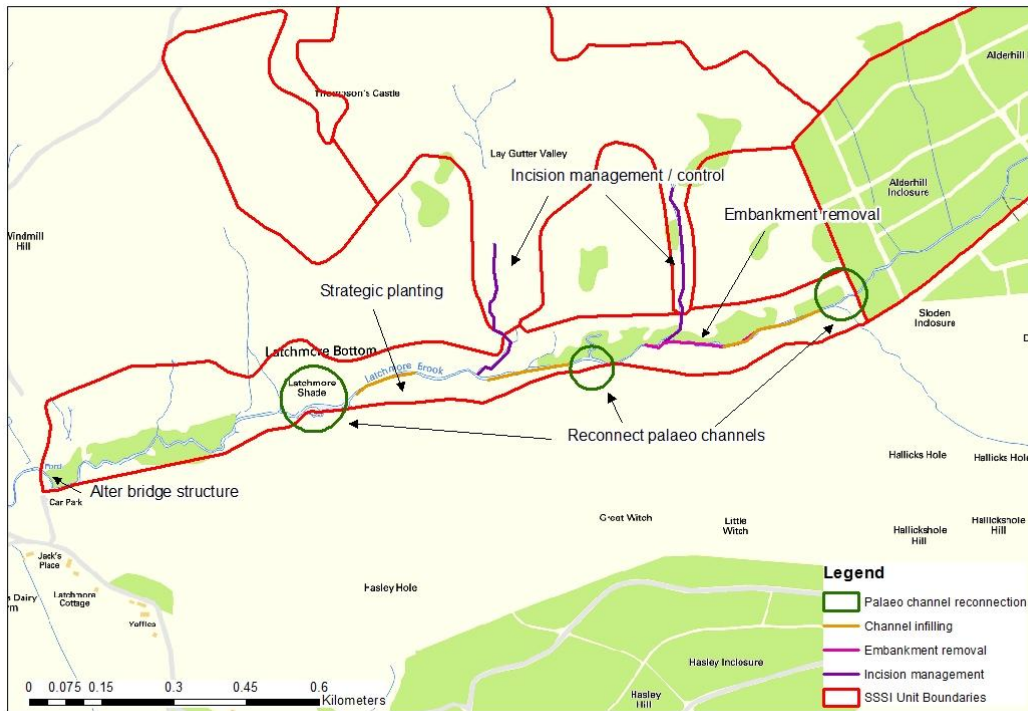 Alderhill
Thompson's Castle
Lay Gutter Valley
Incision management / control
Alderhill
Inclosure
Embankment removal
Hill
Strategic planting
Sloden
Inclosure
Latchmore Bottom
Latchmore Brook
Latchmore
Shade
Reconnect palaeo channels
Ford
Alter bridge structure
Car Park
Hallicks Hole
Hallicks Hole
Great Witch
Little
Witch
Hallickshole
Hill
Hallickshole
Hill
Jack's
Place
Dairy
Latchmore
Cottage
Yaffles
Hasley Hole
Hasley Inclosure
Hasley
Hill
Legend
Palaeo channel reconnection
Channel infilling
Embankment removal
Incision management
SSSI Unit Boundaries
0 0.075 0.15 0.3 0.45 0.6
Kilometers